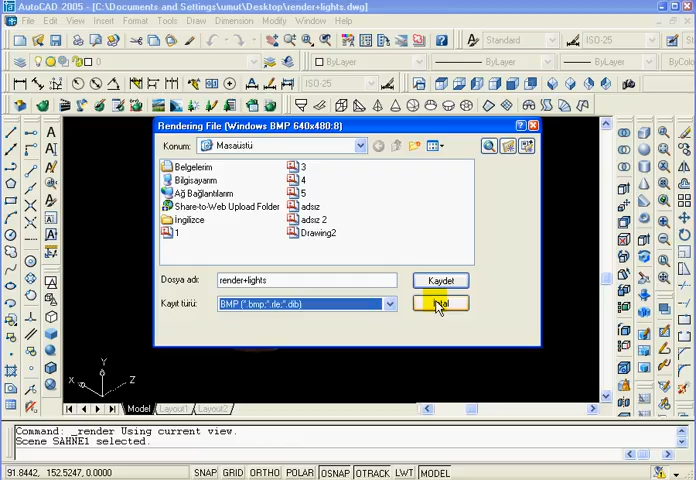 AutoCAD 2005 - [C:\Documents and Settings\umut\Desktop\render+lights.dwg]
File Edit View Insert Format Tools Draw Dimension Modify Window Help
Standard ISO-25
0 ByLayer ByLayer ByLayer ByColo
ISO-25
Rendering File (Windows BMP 640x480:8)
Konum: Masaüstü
Belgelerim 3
Bilgisayarım 4
Ağ Bağlantılarım 5
Share-to-Web Upload Folder adsız
İngilizce adsız 2
1 Drawing2
Dosya adı: render+lights Kaydet
Kayıt türü: BMP (*.bmp;*.rle;*.dib)
Y
X Z
Model Layout1 Layout2
Command: _render Using current view.
Scene SAHNE1 selected.
91.8442, 152.5247, 0.0000 SNAP GRID ORTHO POLAR OSNAP OTRACK LWT MODEL